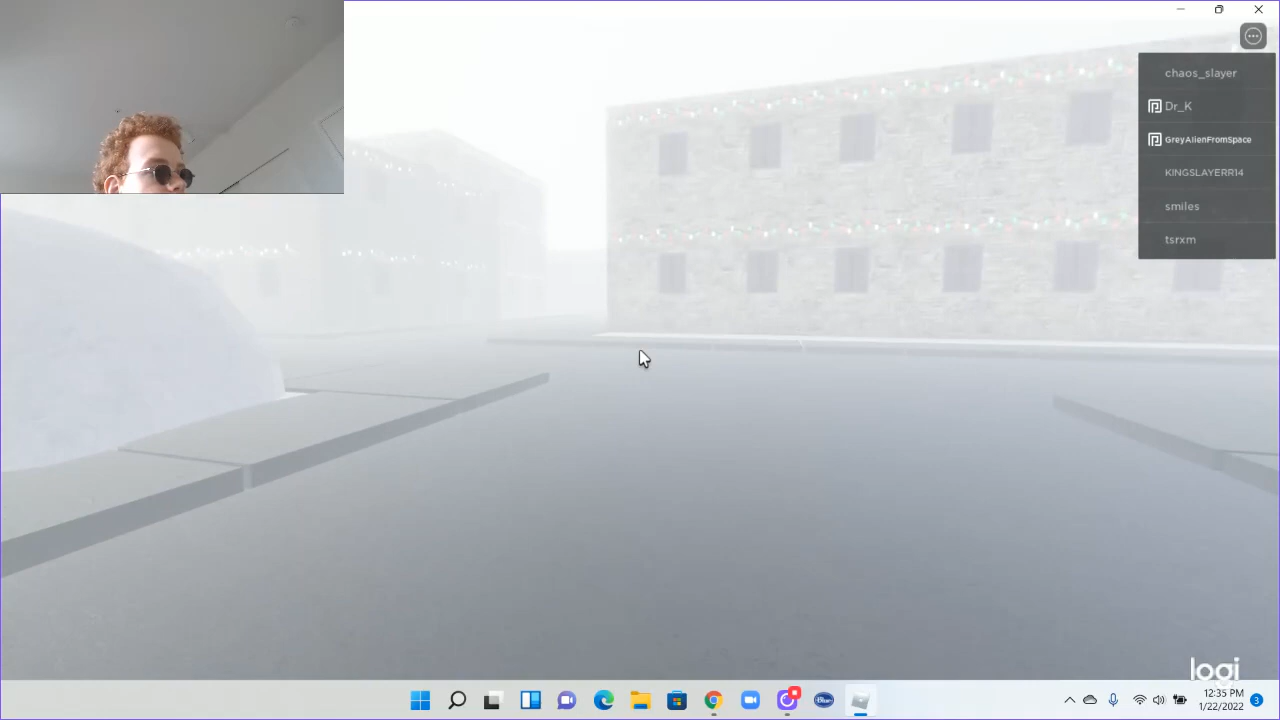 chaos_slayer
Dr_K
GreyAlienFromSpace
KINGSLAYERR14
smiles
tsrxm
logi
12:35 PM
1/22/2022
3